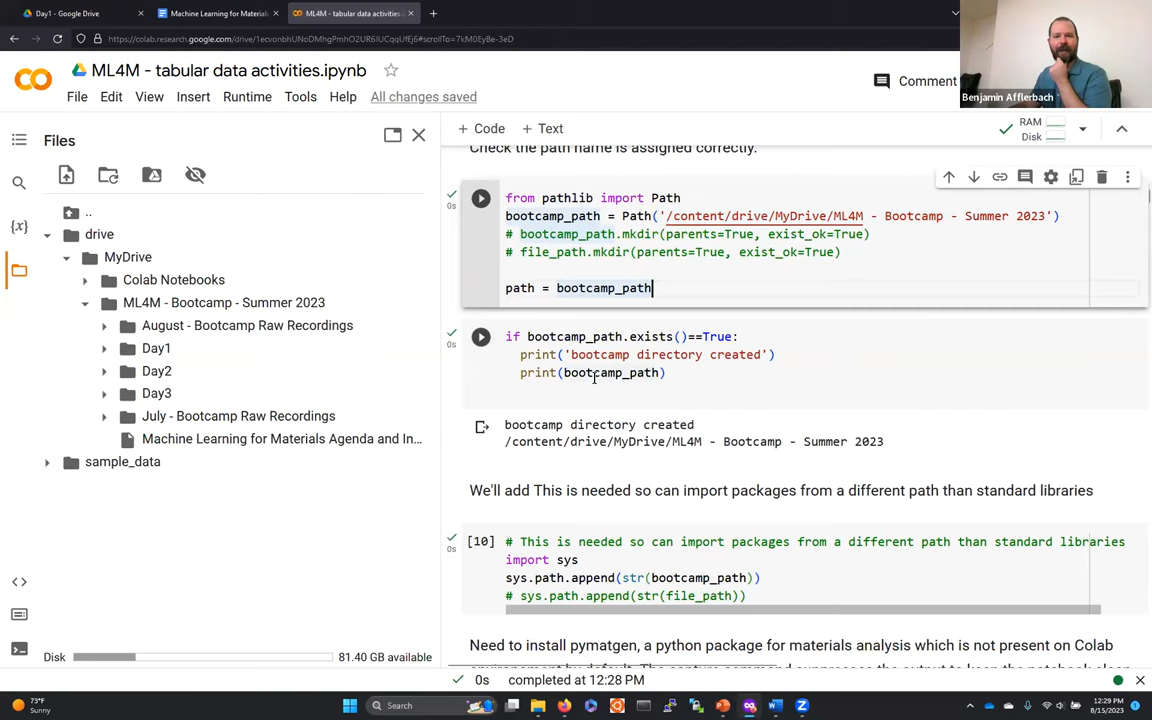 Day1 - Google Drive
Machine Learning for Materials
ML4M - tabular data activities.
https://colab.research.google.com/drive/1ecvonbhUNoDMhgPmhO2UR6IUCqqUfEj6#scrollTo=7kM0EyBe-3eD
Benjamin Afflerbach
ML4M - tabular data activities.ipynb
File Edit View Insert Runtime Tools Help All changes saved
Comment
Files
+ Code + Text
RAM
Disk
..
drive
MyDrive
Colab Notebooks
ML4M - Bootcamp - Summer 2023
August - Bootcamp Raw Recordings
Day1
Day2
Day3
July - Bootcamp Raw Recordings
Machine Learning for Materials Agenda and In...
sample_data
Disk 81.40 GB available
Check the path name is assigned correctly.
0s
from pathlib import Path
bootcamp_path = Path('/content/drive/MyDrive/ML4M - Bootcamp - Summer 2023')
# bootcamp_path.mkdir(parents=True, exist_ok=True)
# file_path.mkdir(parents=True, exist_ok=True)
path = bootcamp_path
0s
if bootcamp_path.exists()==True:
print('bootcamp directory created')
print(bootcamp_path)
bootcamp directory created
/content/drive/MyDrive/ML4M - Bootcamp - Summer 2023
We'll add This is needed so can import packages from a different path than standard libraries
0s
[10] # This is needed so can import packages from a different path than standard libraries
import sys
sys.path.append(str(bootcamp_path))
# sys.path.append(str(file_path))
Need to install pymatgen, a python package for materials analysis which is not present on Colab
0s completed at 12:28 PM
73°F
Sunny
Search
12:29 PM
8/15/2023